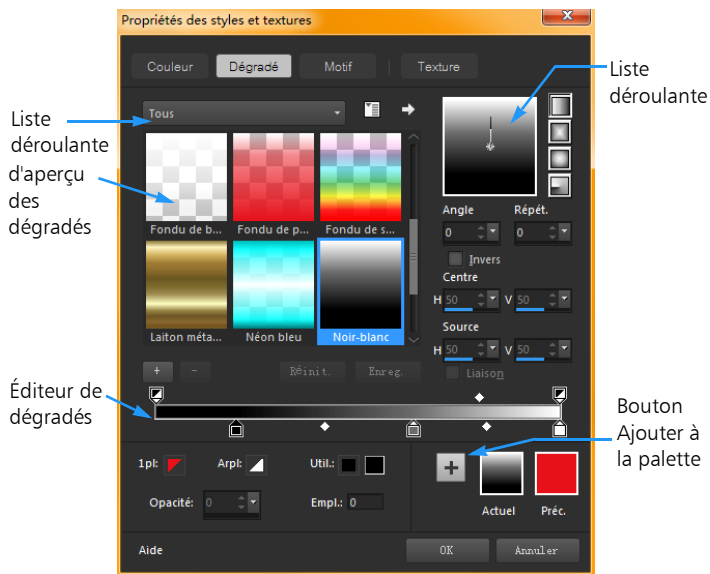 Propriétés des styles et textures
Couleur
Dégradé
Motif
Texture
Liste
déroulante
Tous
Liste
déroulante
d'aperçu
des
dégradés
Fondu de b...
Fondu de p...
Fondu de s...
Laiton méta...
Néon bleu
Noir-blanc
Angle
Répét.
0
0
Invers
Centre
H 50
V 50
Source
H 50
V 50
Liaison
+
-
Réinit.
Enreg.
Éditeur de
dégradés
Bouton
Ajouter à
la palette
1pl:
Arpl:
Util.:
Opacité: 0
Empl.: 0
Actuel
Préc.
Aide
OK
Annuler